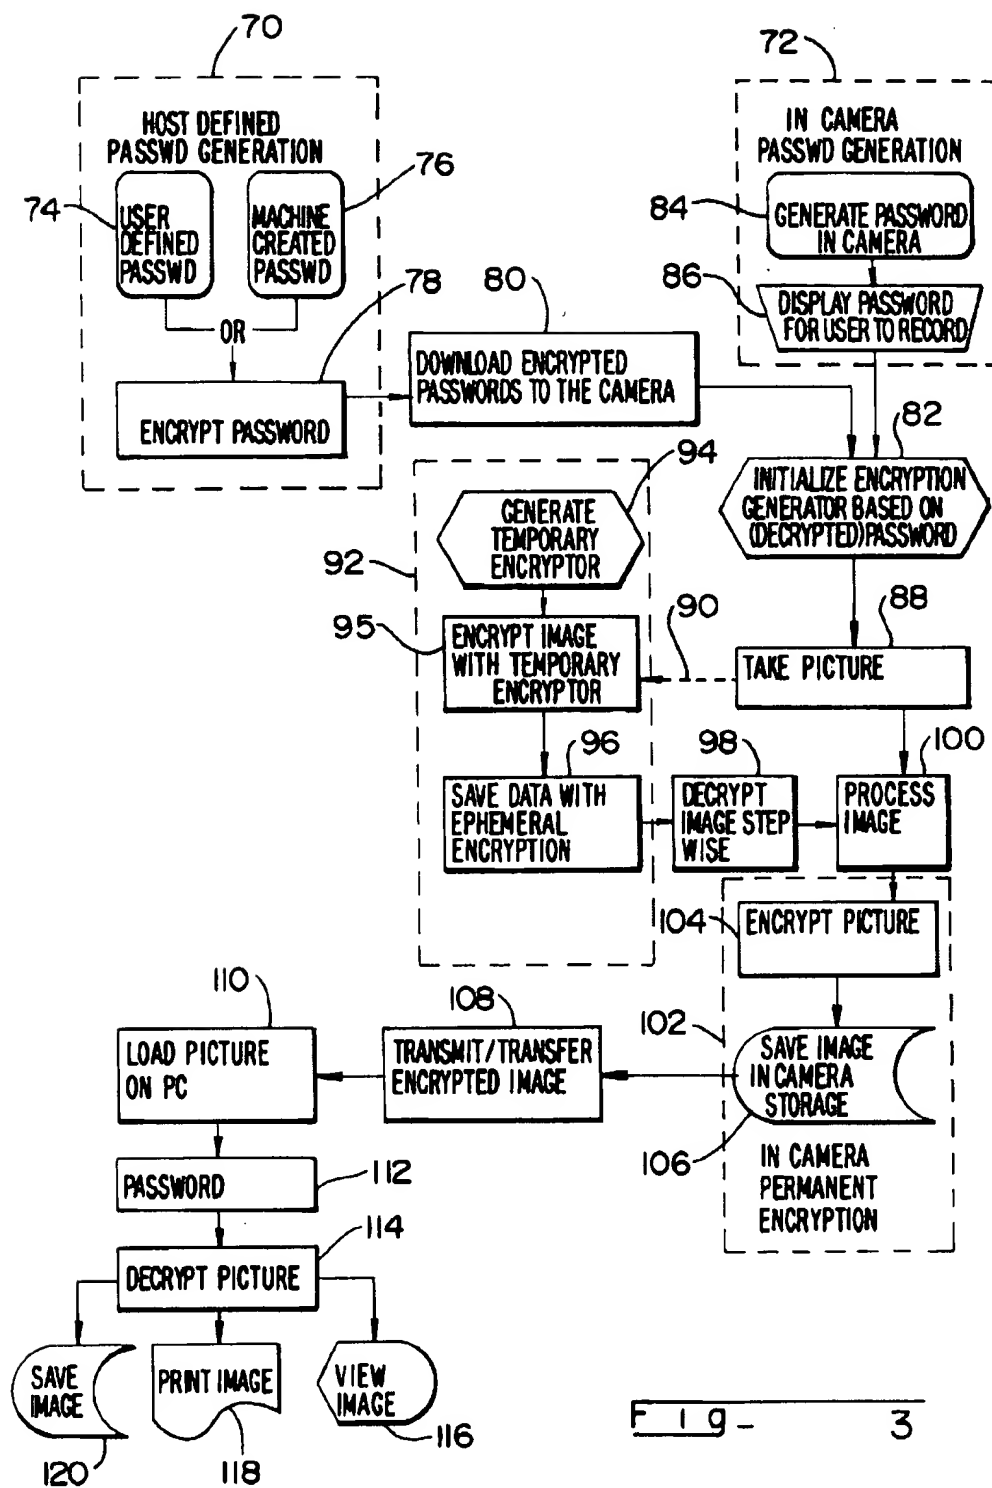 70
72
HOST DEFINED
PASSWD GENERATION
IN CAMERA
PASSWD GENERATION
74
USER
DEFINED
PASSWD
76
MACHINE
CREATED
PASSWD
84
GENERATE PASSWORD
IN CAMERA
86
DISPLAY PASSWORD
FOR USER TO RECORD
OR
78
ENCRYPT PASSWORD
80
DOWNLOAD ENCRYPTED
PASSWORDS TO THE CAMERA
82
INITIALIZE ENCRYPTION
GENERATOR BASED ON
(DECRYPTED)PASSWORD
94
GENERATE
TEMPORARY
ENCRYPTOR
92
95
ENCRYPT IMAGE
WITH TEMPORARY
ENCRYPTOR
90
88
TAKE PICTURE
96
SAVE DATA WITH
EPHEMERAL
ENCRYPTION
98
DECRYPT
IMAGE STEP
WISE
100
PROCESS
IMAGE
104
ENCRYPT PICTURE
102
SAVE IMAGE
IN CAMERA
STORAGE
106
IN CAMERA
PERMANENT
ENCRYPTION
108
TRANSMIT/TRANSFER
ENCRYPTED IMAGE
110
LOAD PICTURE
ON PC
112
PASSWORD
114
DECRYPT PICTURE
SAVE
IMAGE
120
PRINT IMAGE
118
VIEW
IMAGE
116
Fig_ 3